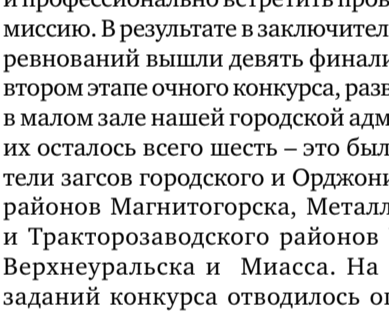 и профессионально встретить
миссию. В результате в заключител
ревнований вышли девять финали
втором этапе очного конкурса, разв
в малом зале нашей городской адм
их осталось всего шесть – это был
тели загсов городского и Орджони
районов Магнитогорска, Металл
и Тракторозаводского районов
Верхнеуральска и Миасса. На
заданий конкурса отводилось